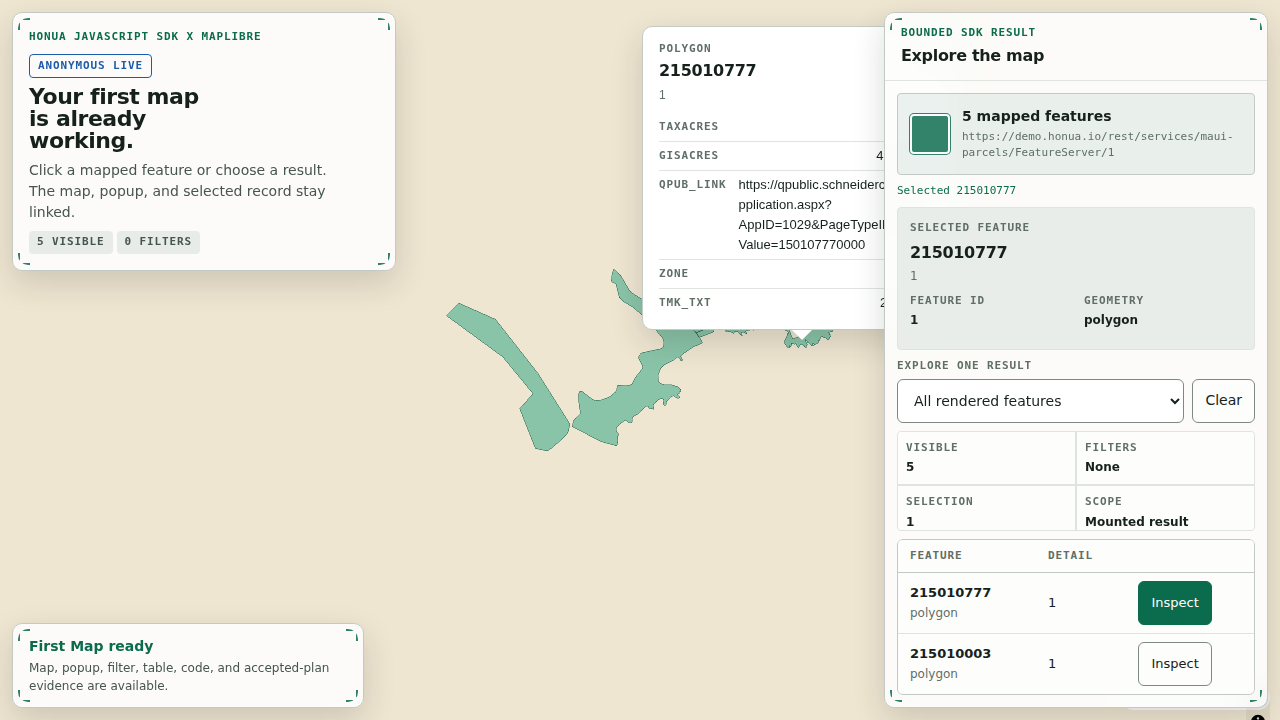 HONUA JAVASCRIPT SDK X MAPLIBRE
ANONYMOUS LIVE
Your first map
is already
working.
Click a mapped feature or choose a result.
The map, popup, and selected record stay
linked.
5 VISIBLE 0 FILTERS
POLYGON
215010777
1
TAXACRES
GISACRES 4
QPUB_LINK https://qpublic.schneiderc
pplication.aspx?
AppID=1029&PageTypeI
Value=150107770000
ZONE
TMK_TXT 2
BOUNDED SDK RESULT
Explore the map
5 mapped features
https://demo.honua.io/rest/services/maui-
parcels/FeatureServer/1
Selected 215010777
SELECTED FEATURE
215010777
1
FEATURE ID GEOMETRY
1 polygon
EXPLORE ONE RESULT
All rendered features Clear
VISIBLE FILTERS
5 None
SELECTION SCOPE
1 Mounted result
FEATURE DETAIL
215010777
polygon 1 Inspect
215010003
polygon 1 Inspect
First Map ready
Map, popup, filter, table, code, and accepted-plan
evidence are available.